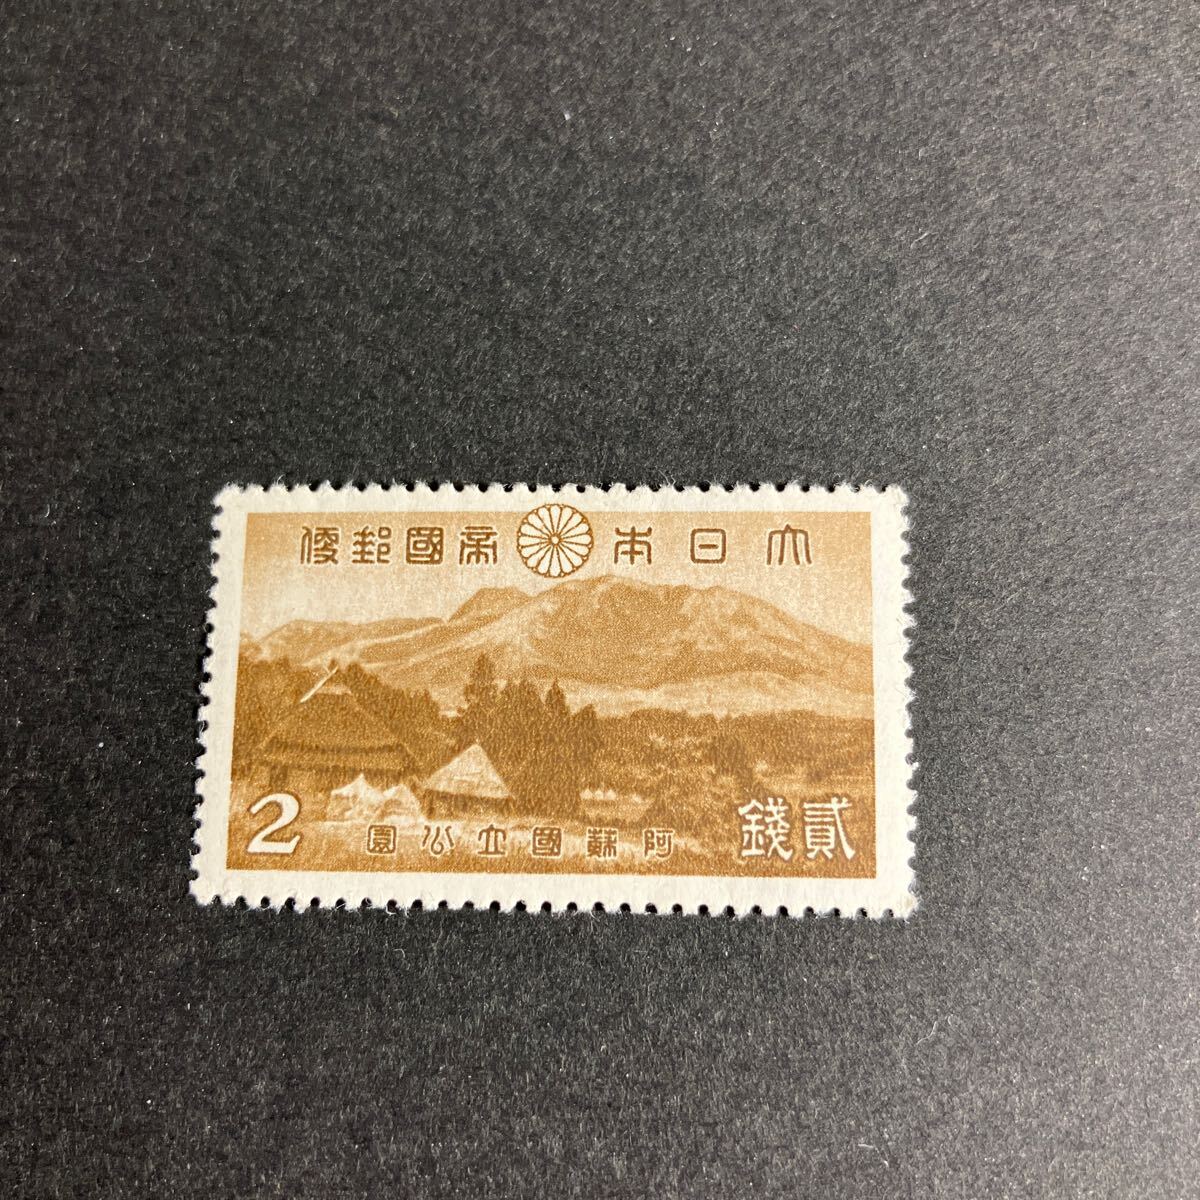 大日本帝國郵便
貳錢
阿蘇國立公園
2